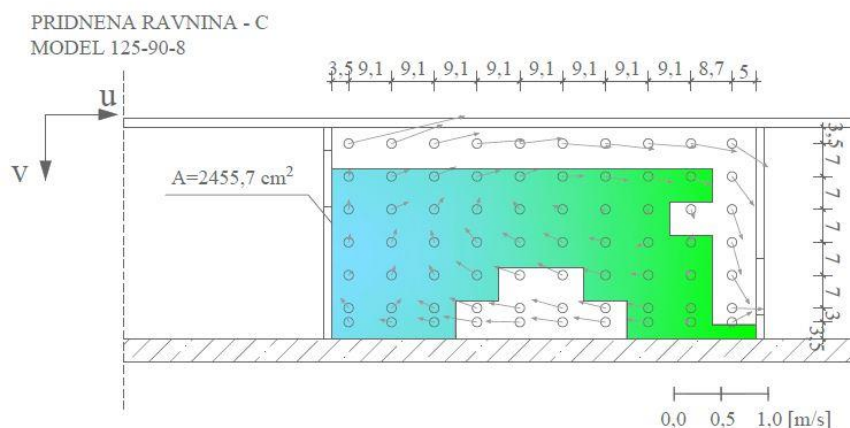 PRIDNENA RAVNINA - C
MODEL 125-90-8
3,5 9,1 9,1 9,1 9,1 9,1 9,1 9,1 9,1 8,7 5
u
v
A=2455,7 cm²
3,5
7
7
7
7
7
3
3,5
0,0 0,5 1,0 [m/s]